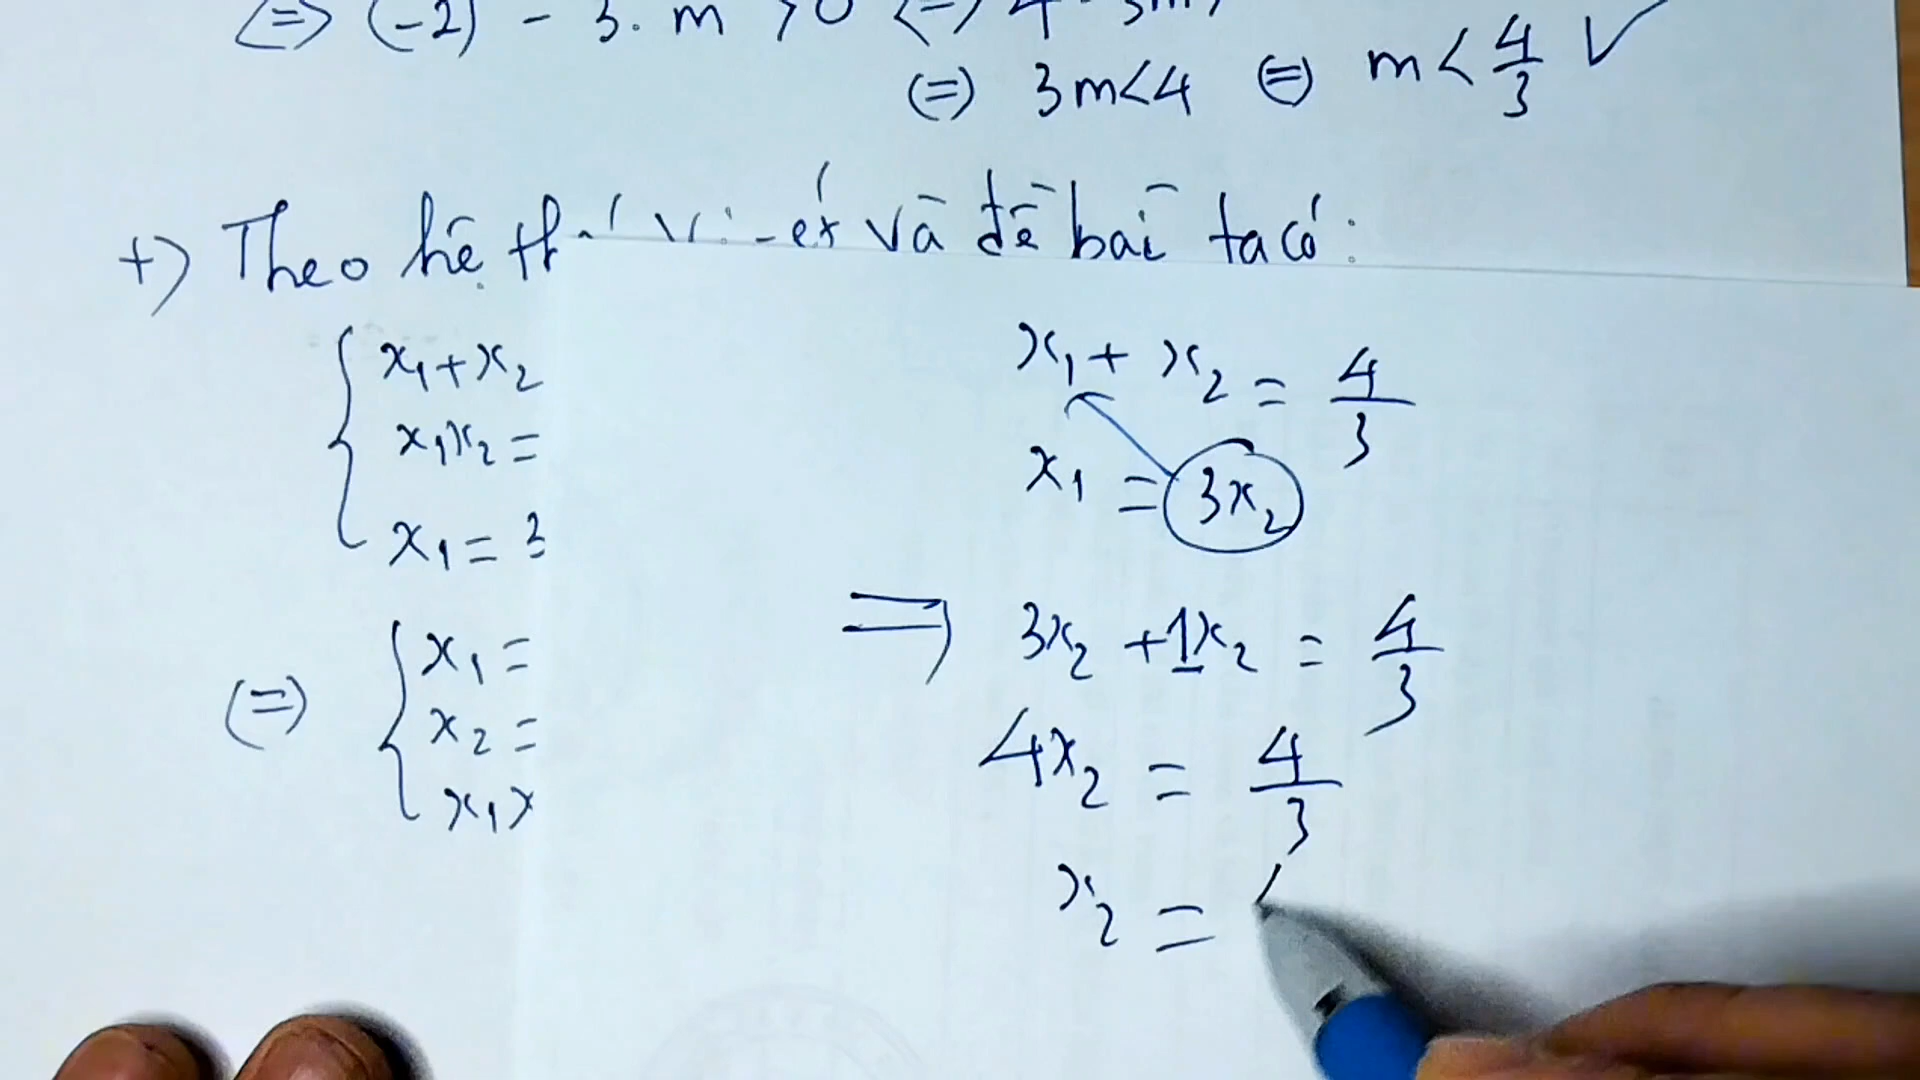 (=) (-2) - 3. m > 0 (=) 4 - 3m
(=) 3m<4 (=) m < 4/3 ✓
+) Theo hệ và đề bài ta có:
x₁+x₂
x₁x₂ =
x₁ = 3
(=) x₁ =
x₂ =
x₁x
x₁ + x₂ = 4/3
x₁ = 3x₂
=> 3x₂ + 1x₂ = 4/3
4x₂ = 4/3
x₂ =